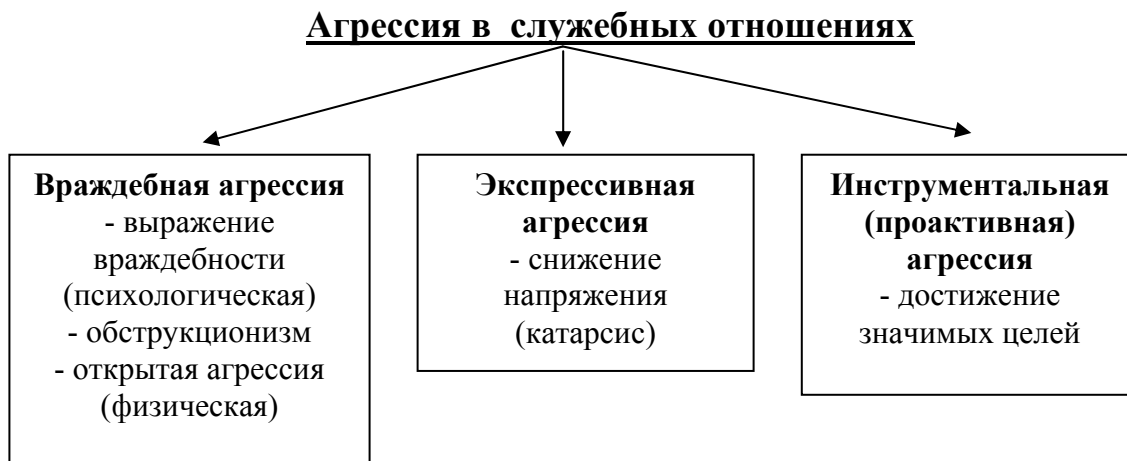 Агрессия в служебных отношениях
Враждебная агрессия
- выражение
враждебности
(психологическая)
- обструкционизм
- открытая агрессия
(физическая)
Экспрессивная
агрессия
- снижение
напряжения
(катарсис)
Инструментальная
(проактивная)
агрессия
- достижение
значимых целей